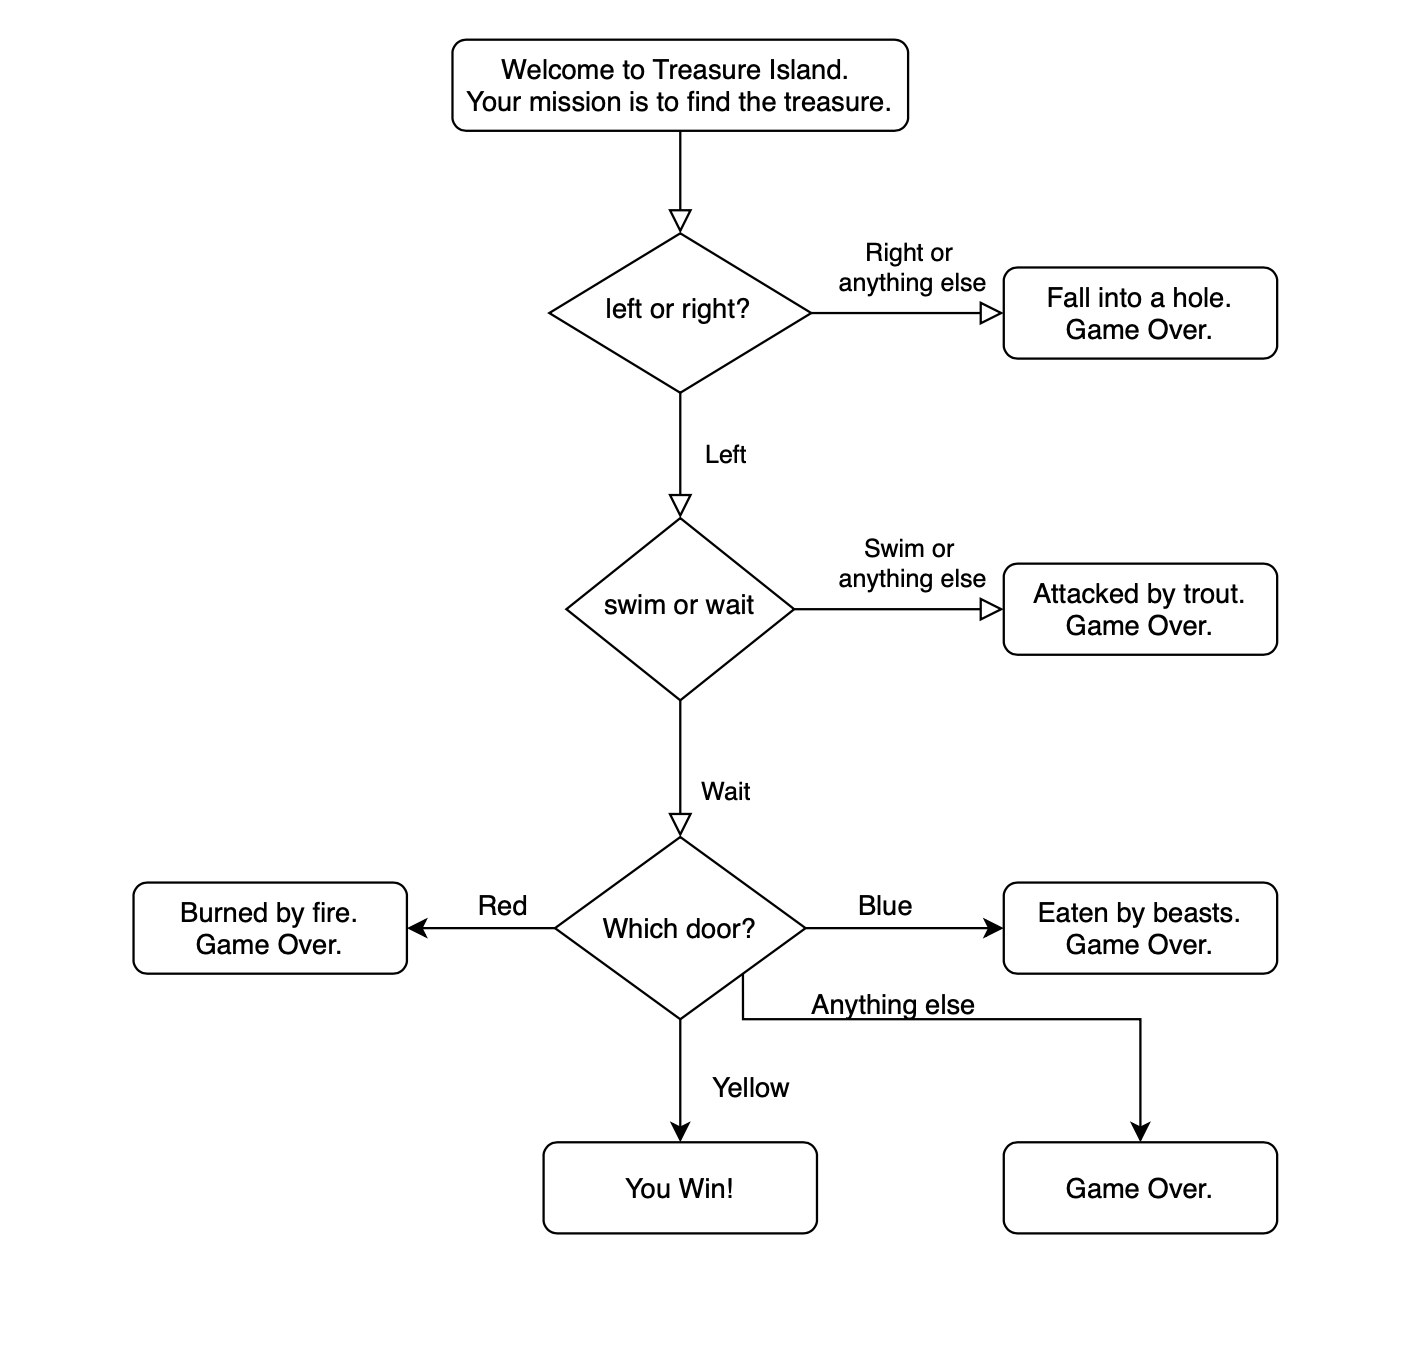 Welcome to Treasure Island.
Your mission is to find the treasure.
left or right?
Right or
anything else
Fall into a hole.
Game Over.
Left
swim or wait
Swim or
anything else
Attacked by trout.
Game Over.
Wait
Burned by fire.
Game Over.
Red
Which door?
Blue
Eaten by beasts.
Game Over.
Anything else
Yellow
You Win!
Game Over.